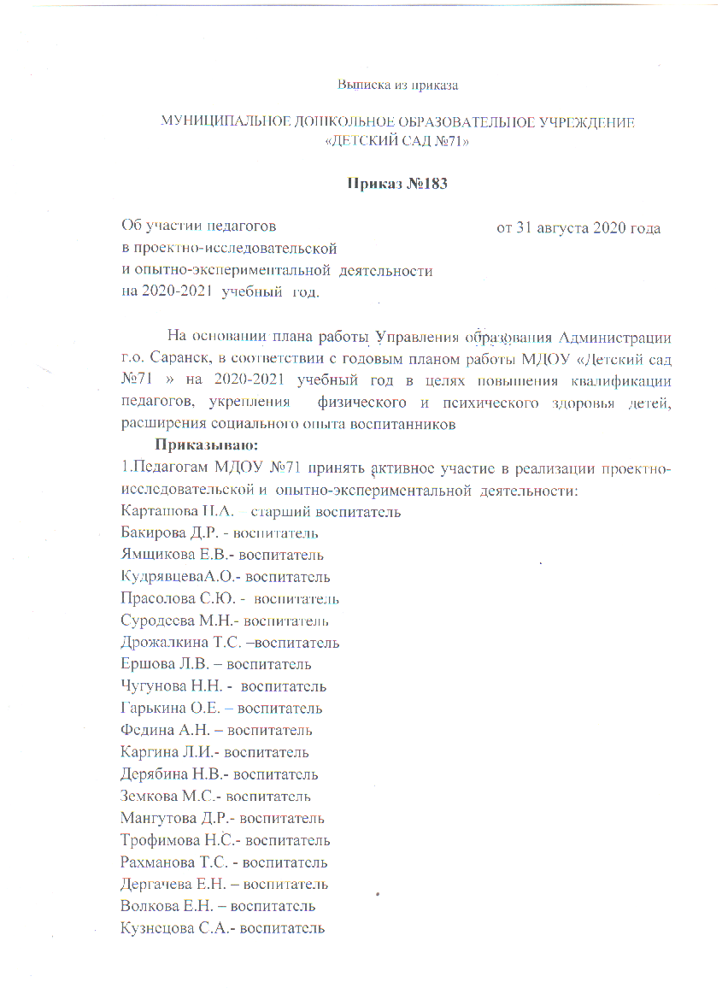 Выписка из приказа
МУНИЦИПАЛЬНОЕ ДОШКОЛЬНОЕ ОБРАЗОВАТЕЛЬНОЕ УЧРЕЖДЕНИЕ
«ДЕТСКИЙ САД №71»
Приказ №183
Об участии педагогов от 31 августа 2020 года
в проектно-исследовательской
и опытно-экспериментальной деятельности
на 2020-2021 учебный год.
На основании плана работы Управления образования Администрации
г.о. Саранск, в соответствии с годовым планом работы МДОУ «Детский сад
№71 » на 2020-2021 учебный год в целях повышения квалификации
педагогов, укрепления физического и психического здоровья детей,
расширения социального опыта воспитанников
Приказываю:
1.Педагогам МДОУ №71 принять активное участие в реализации проектно-
исследовательской и опытно-экспериментальной деятельности:
Карташова Н.А. – старший воспитатель
Бакирова Д.Р. - воспитатель
Ямщикова Е.В.- воспитатель
КудрявцеваА.О.- воспитатель
Прасолова С.Ю. - воспитатель
Суродеева М.Н.- воспитатель
Дрожалкина Т.С. –воспитатель
Ершова Л.В. – воспитатель
Чугунова Н.Н. - воспитатель
Гарькина О.Е. – воспитатель
Федина А.Н. – воспитатель
Каргина Л.И.- воспитатель
Дерябина Н.В.- воспитатель
Земкова М.С.- воспитатель
Мангутова Д.Р.- воспитатель
Трофимова Н.С.- воспитатель
Рахманова Т.С. - воспитатель
Дергачева Е.Н. – воспитатель
Волкова Е.Н. – воспитатель
Кузнецова С.А.- воспитатель